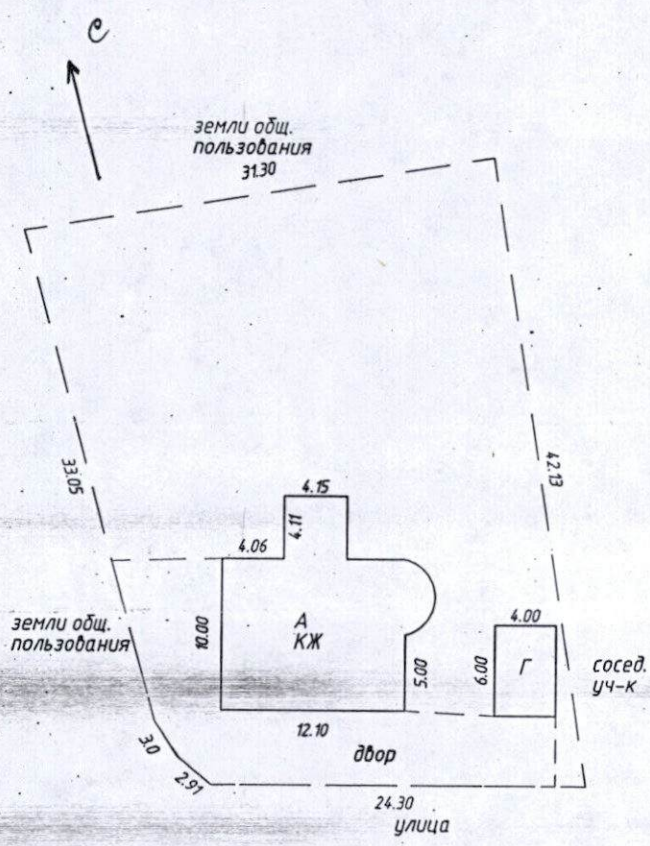 С
земли общ.
пользования
31.30
33.05
42.13
4.15
4.11
4.06
А
КЖ
10.00
5.00
4.00
6.00
Г
земли общ.
пользования
сосед.
уч-к
12.10
3.0
2.91
двор
24.30
улица